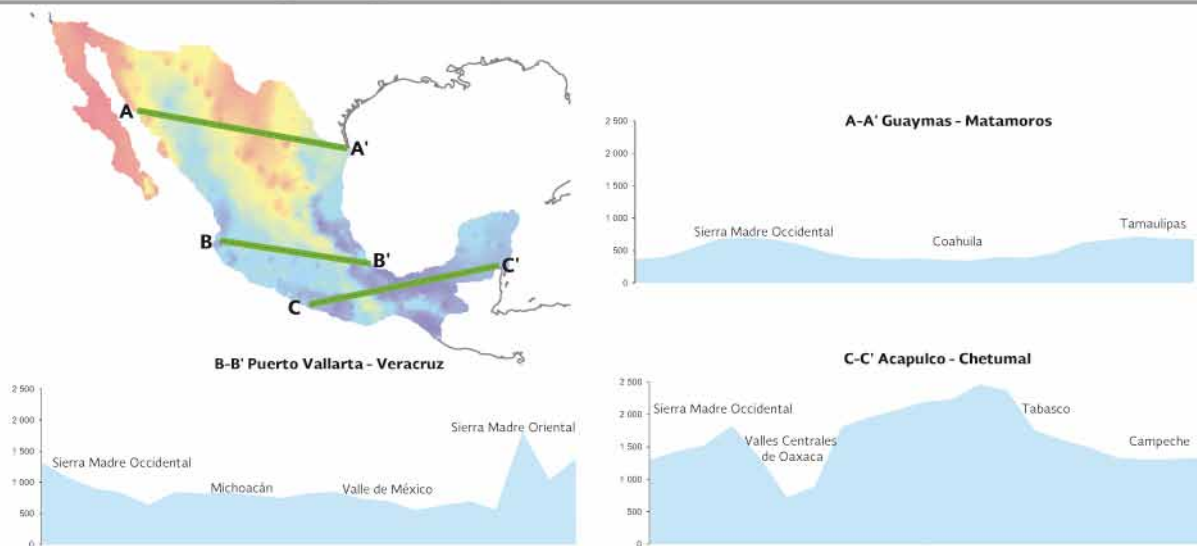 A
A'
B
B'
C
C'
A-A' Guaymas - Matamoros
2 500
2 000
1 500
1 000
500
0
Sierra Madre Occidental
Coahuila
Tamaulipas
B-B' Puerto Vallarta - Veracruz
2 500
2 000
1 500
1 000
500
0
Sierra Madre Occidental
Michoacán
Valle de México
Sierra Madre Oriental
C-C' Acapulco - Chetumal
2 500
2 000
1 500
1 000
500
0
Sierra Madre Occidental
Valles Centrales
de Oaxaca
Tabasco
Campeche